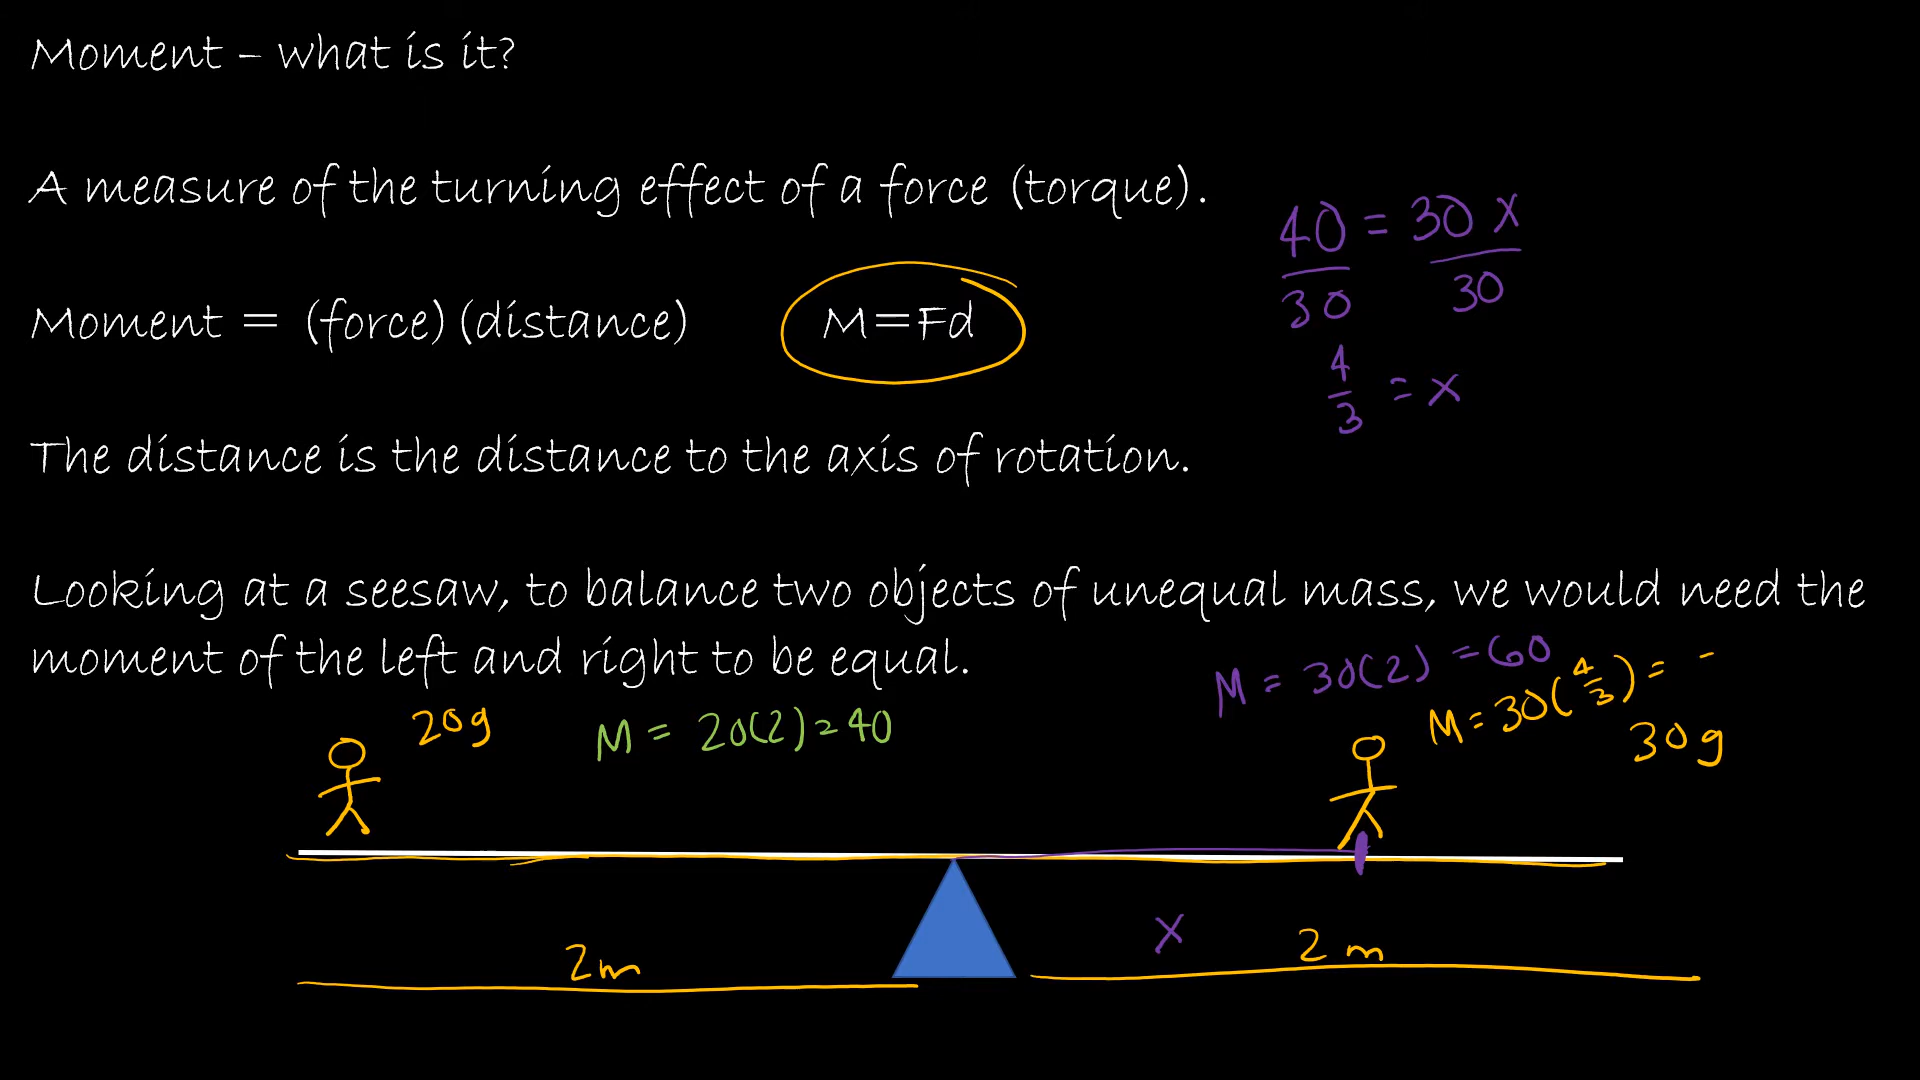 Moment – what is it?
A measure of the turning effect of a force (torque).
40 = 30 x
30 30
Moment = (force)(distance) M=Fd
4/3 = x
The distance is the distance to the axis of rotation.
Looking at a seesaw, to balance two objects of unequal mass, we would need the
moment of the left and right to be equal.
M = 30(2) = 60
M = 30(4/3) = -
20g M = 20(2) = 40 30g
x
2m 2 m